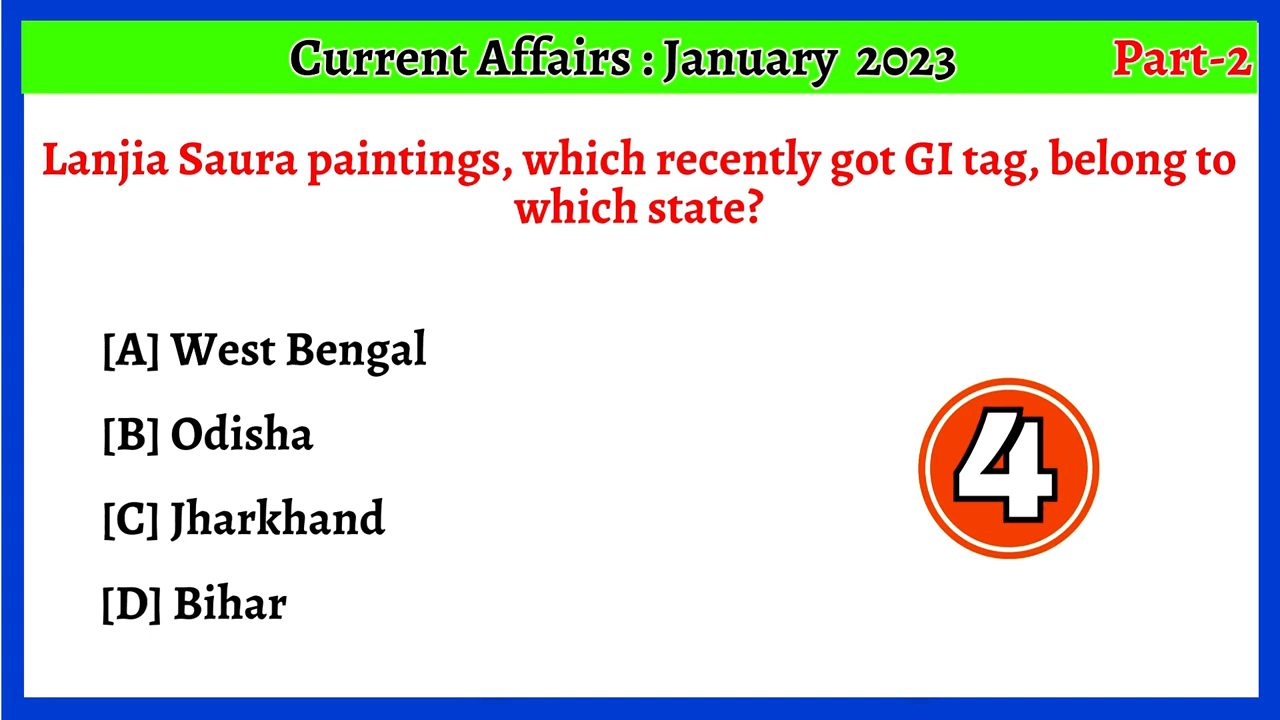 Current Affairs : January 2023
Part-2
Lanjia Saura paintings, which recently got GI tag, belong to
which state?
[A] West Bengal
[B] Odisha
[C] Jharkhand
[D] Bihar
4